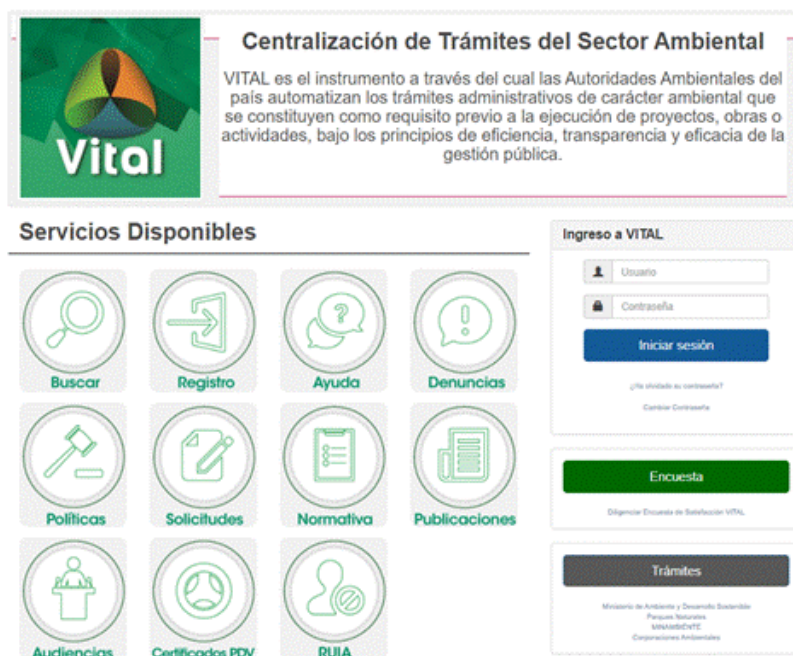 Vital
Centralización de Trámites del Sector Ambiental
VITAL es el instrumento a través del cual las Autoridades Ambientales del
país automatizan los trámites administrativos de carácter ambiental que
se constituyen como requisito previo a la ejecución de proyectos, obras o
actividades, bajo los principios de eficiencia, transparencia y eficacia de la
gestión pública.
Servicios Disponibles
Buscar
Registro
Ayuda
Denuncias
Políticas
Solicitudes
Normativa
Publicaciones
Audiencias
Certificados PDV
RUIA
Ingreso a VITAL
Usuario
Contraseña
Iniciar sesión
¿Ha olvidado su contraseña?
Cambiar Contraseña
Encuesta
Diligenciar Encuesta de Satisfacción VITAL
Trámites
Ministerio de Ambiente y Desarrollo Sostenible
Parques Naturales
MINAMBIENTE
Corporaciones Ambientales